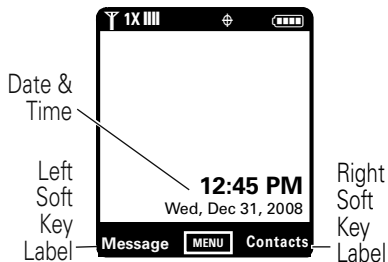 1X
Date &
Time
12:45 PM
Wed, Dec 31, 2008
Left
Soft
Key
Label
Right
Soft
Key
Label
Message MENU Contacts